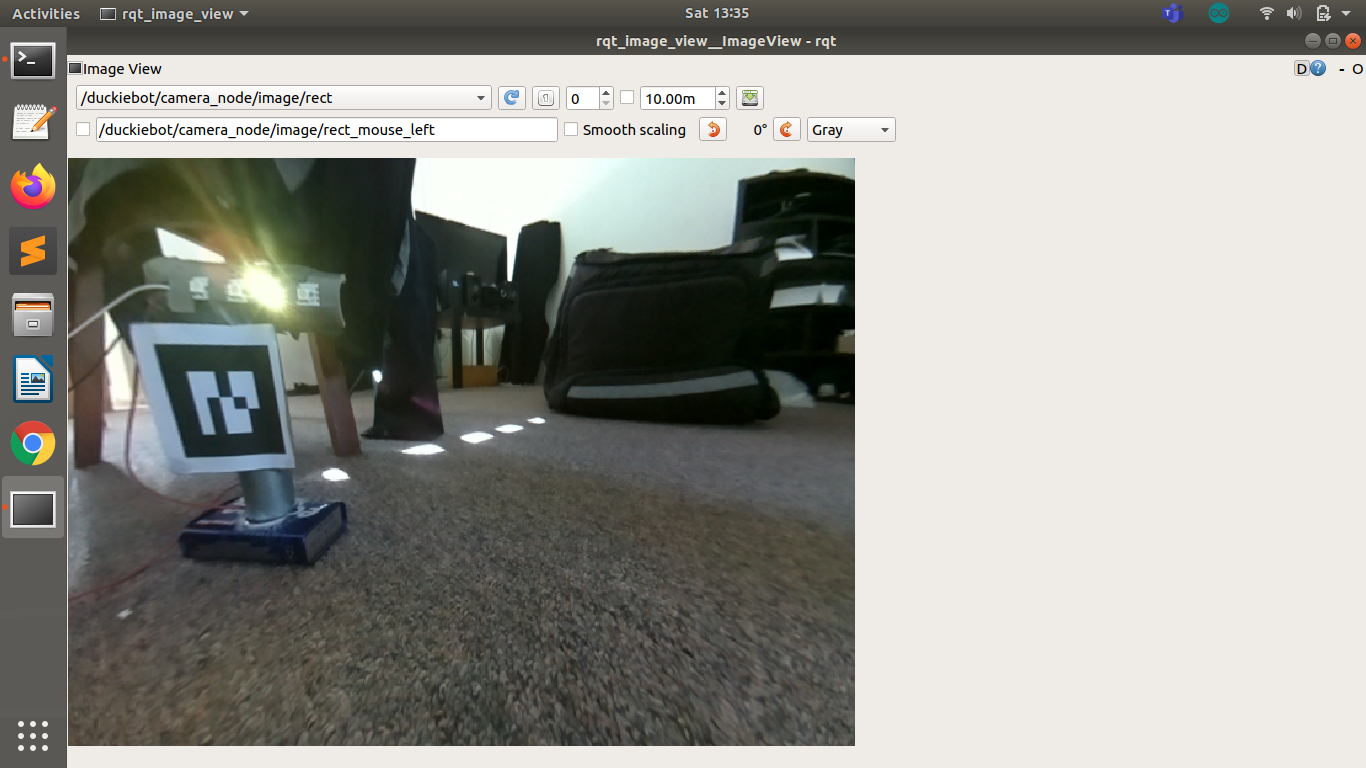 Activities rqt_image_view Sat 13:35
rqt_image_view__ImageView - rqt
Image View D ? - O
/duckiebot/camera_node/image/rect 0 10.00m
/duckiebot/camera_node/image/rect_mouse_left Smooth scaling 0° Gray